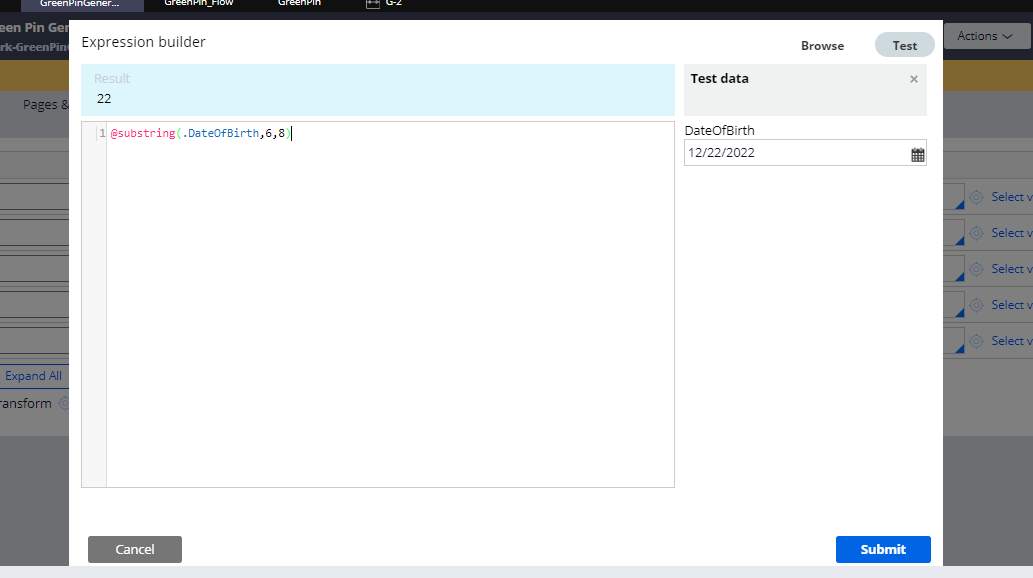 GreenPinGener...
GreenPin_Flow
GreenPin
G-2
een Pin Ger
rk-GreenPin
Actions
Pages &
Expression builder
Browse
Test
Result
22
Test data
×
1 @substring(.DateOfBirth,6,8)
DateOfBirth
12/22/2022
Select v
Select v
Select v
Select v
Select v
Expand All
ransform
Cancel
Submit